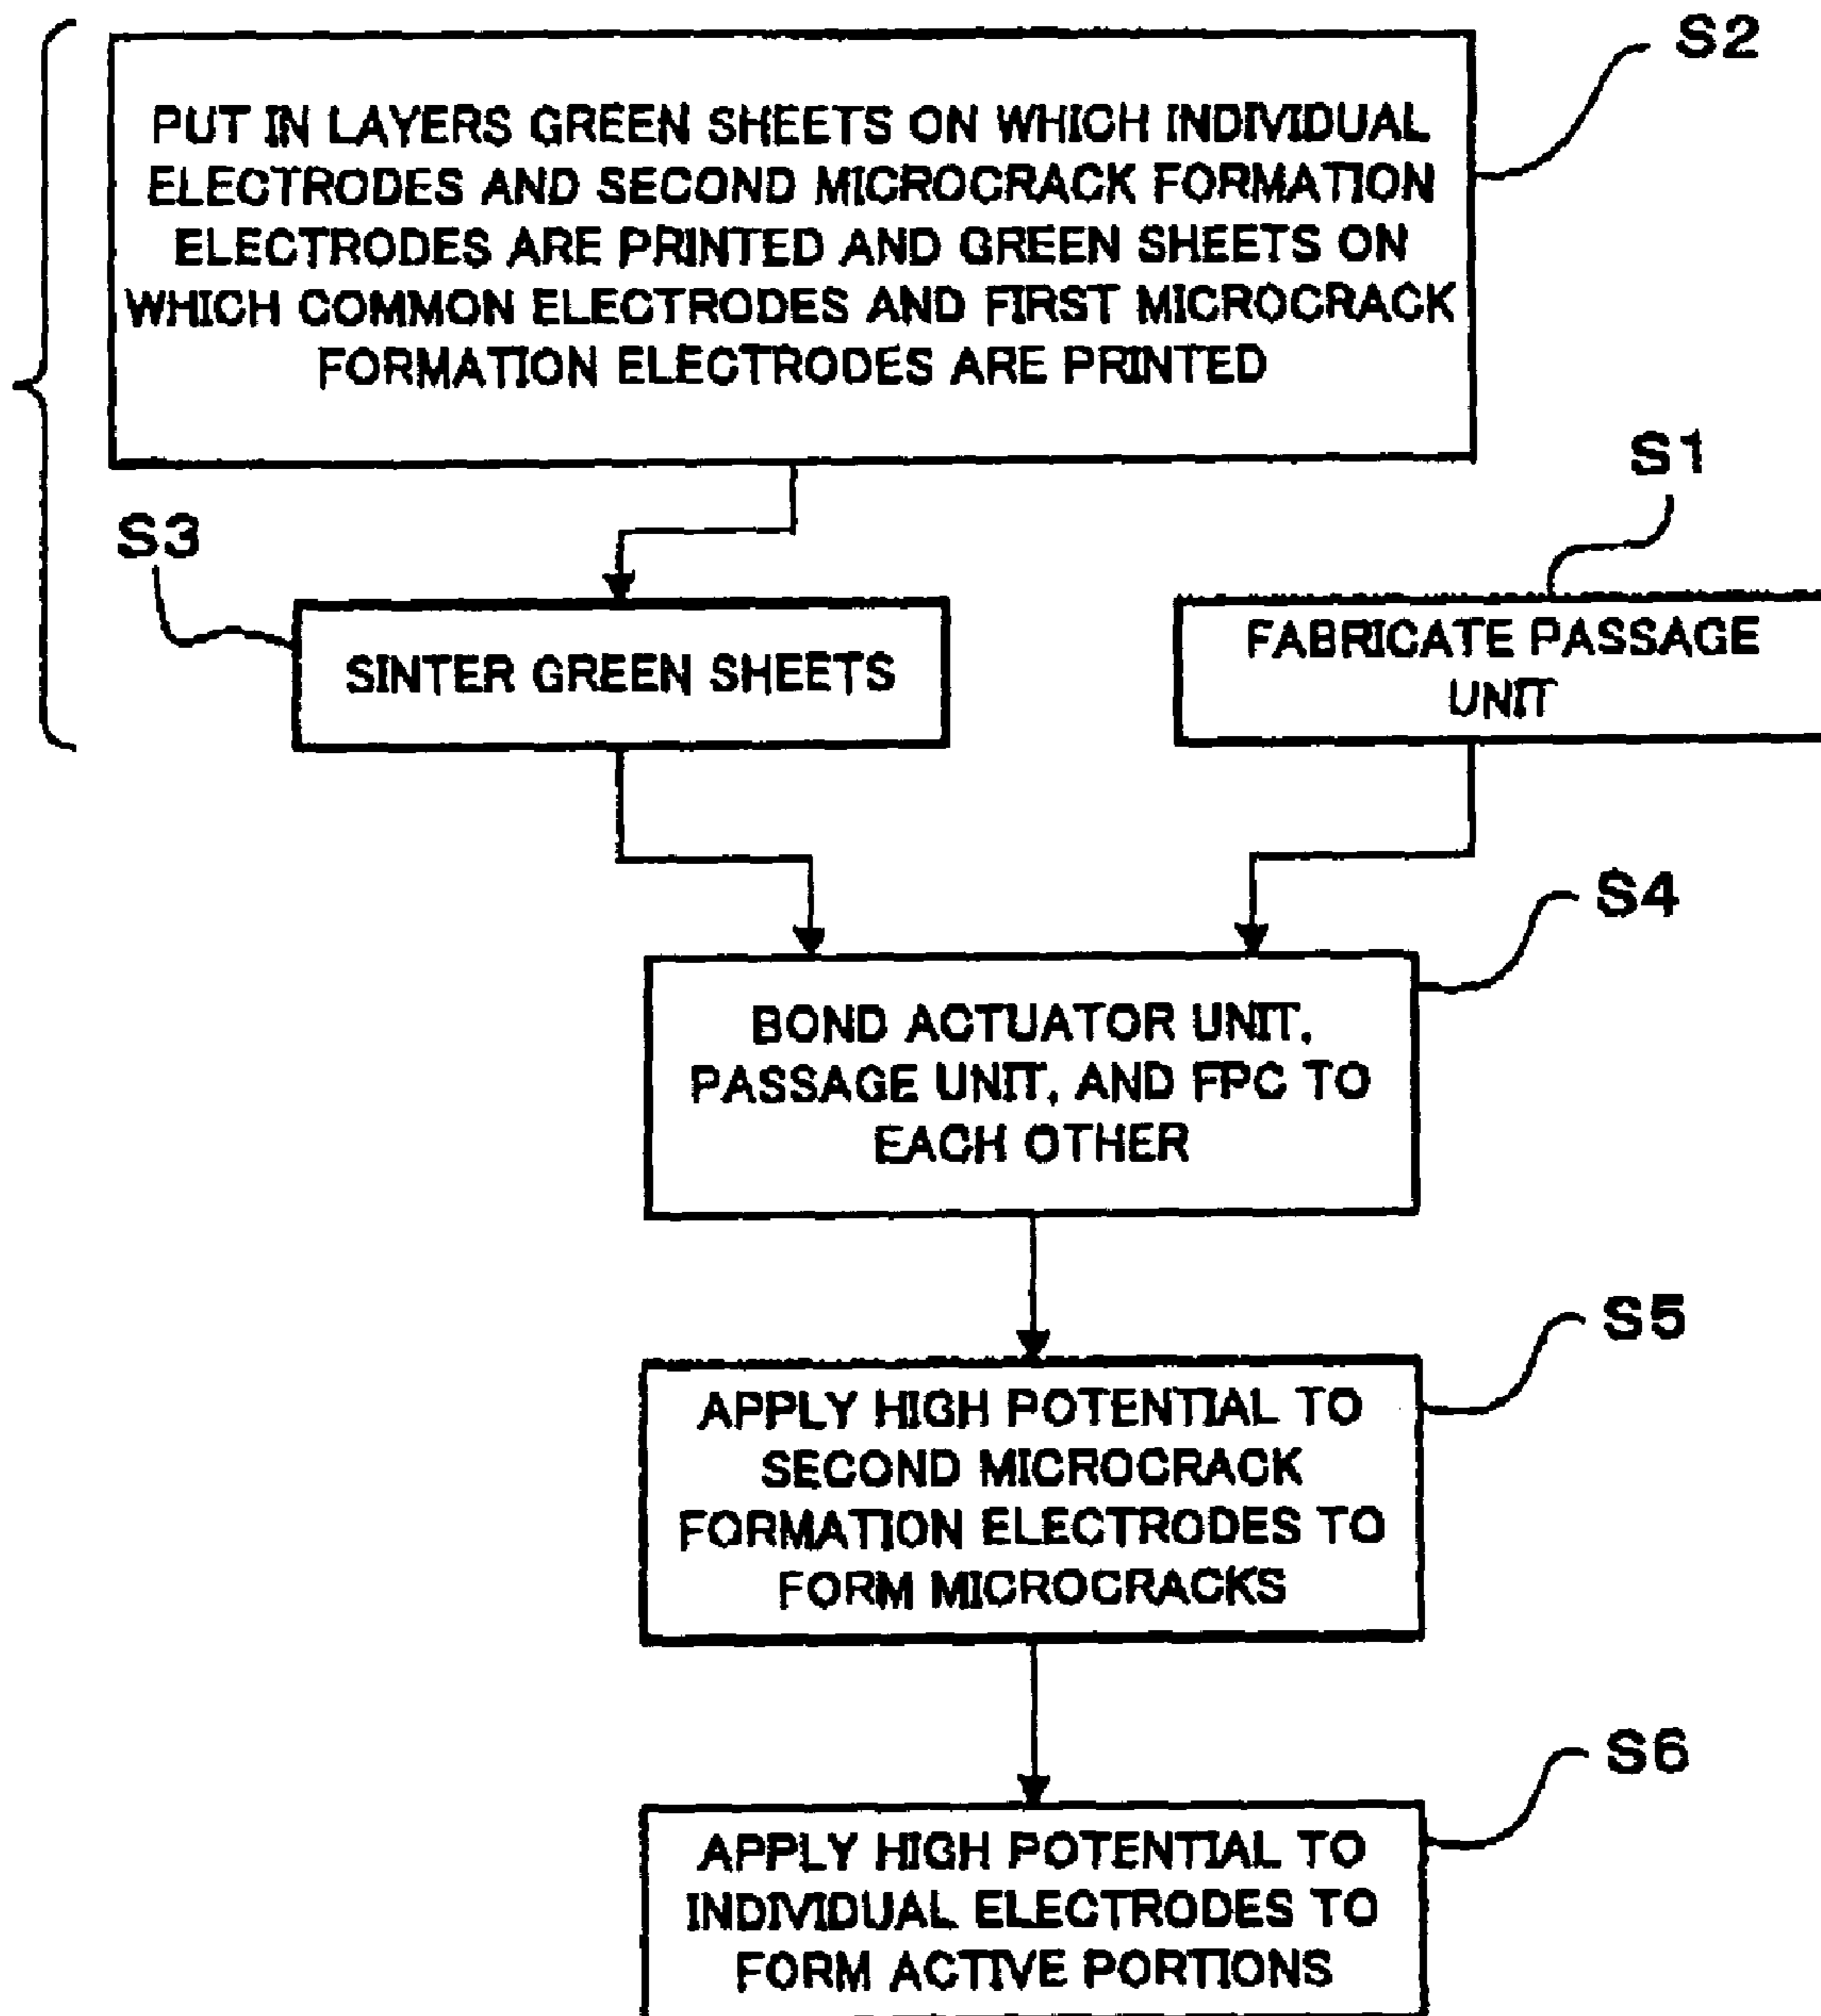 S2
PUT IN LAYERS GREEN SHEETS ON WHICH INDIVIDUAL
ELECTRODES AND SECOND MICROCRACK FORMATION
ELECTRODES ARE PRINTED AND GREEN SHEETS ON
WHICH COMMON ELECTRODES AND FIRST MICROCRACK
FORMATION ELECTRODES ARE PRINTED
S1
S3
SINTER GREEN SHEETS
FABRICATE PASSAGE
UNIT
S4
BOND ACTUATOR UNIT,
PASSAGE UNIT, AND FPC TO
EACH OTHER
S5
APPLY HIGH POTENTIAL TO
SECOND MICROCRACK
FORMATION ELECTRODES TO
FORM MICROCRACKS
S6
APPLY HIGH POTENTIAL TO
INDIVIDUAL ELECTRODES TO
FORM ACTIVE PORTIONS